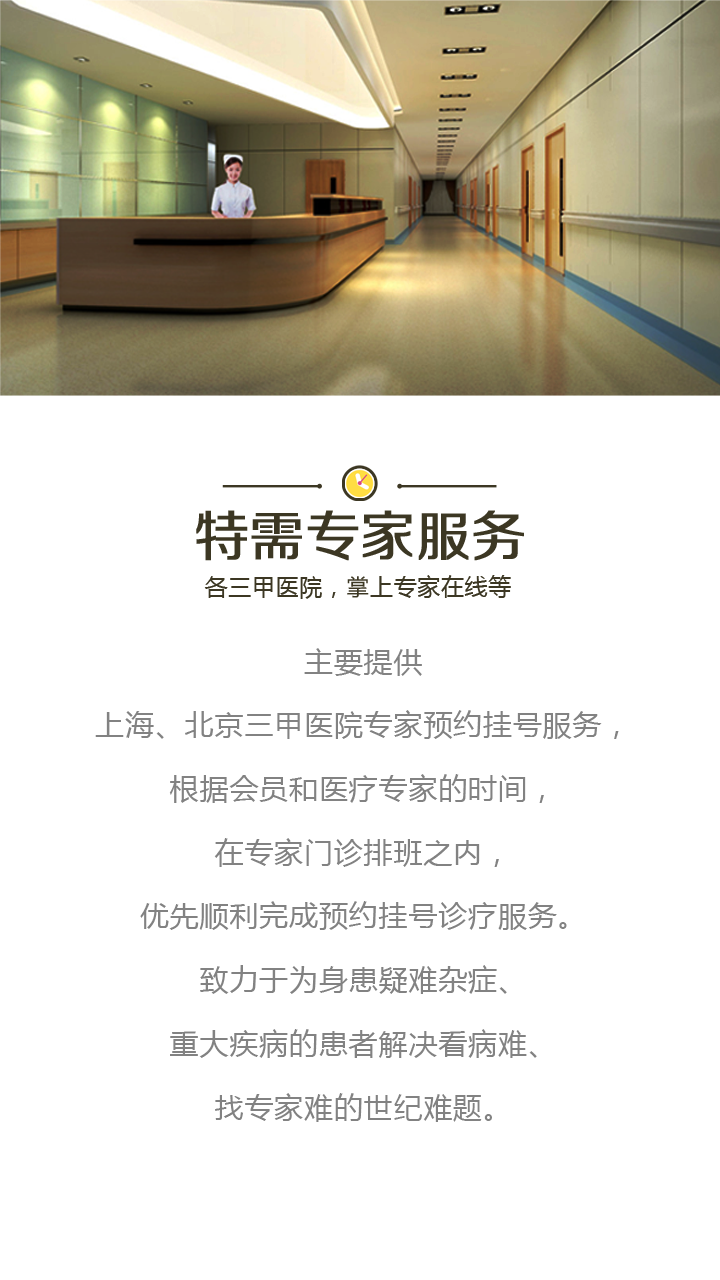 特需专家服务
各三甲医院，掌上专家在线等
主要提供
上海、北京三甲医院专家预约挂号服务，
根据会员和医疗专家的时间，
在专家门诊排班之内，
优先顺利完成预约挂号诊疗服务。
致力于为身患疑难杂症、
重大疾病的患者解决看病难、
找专家难的世纪难题。